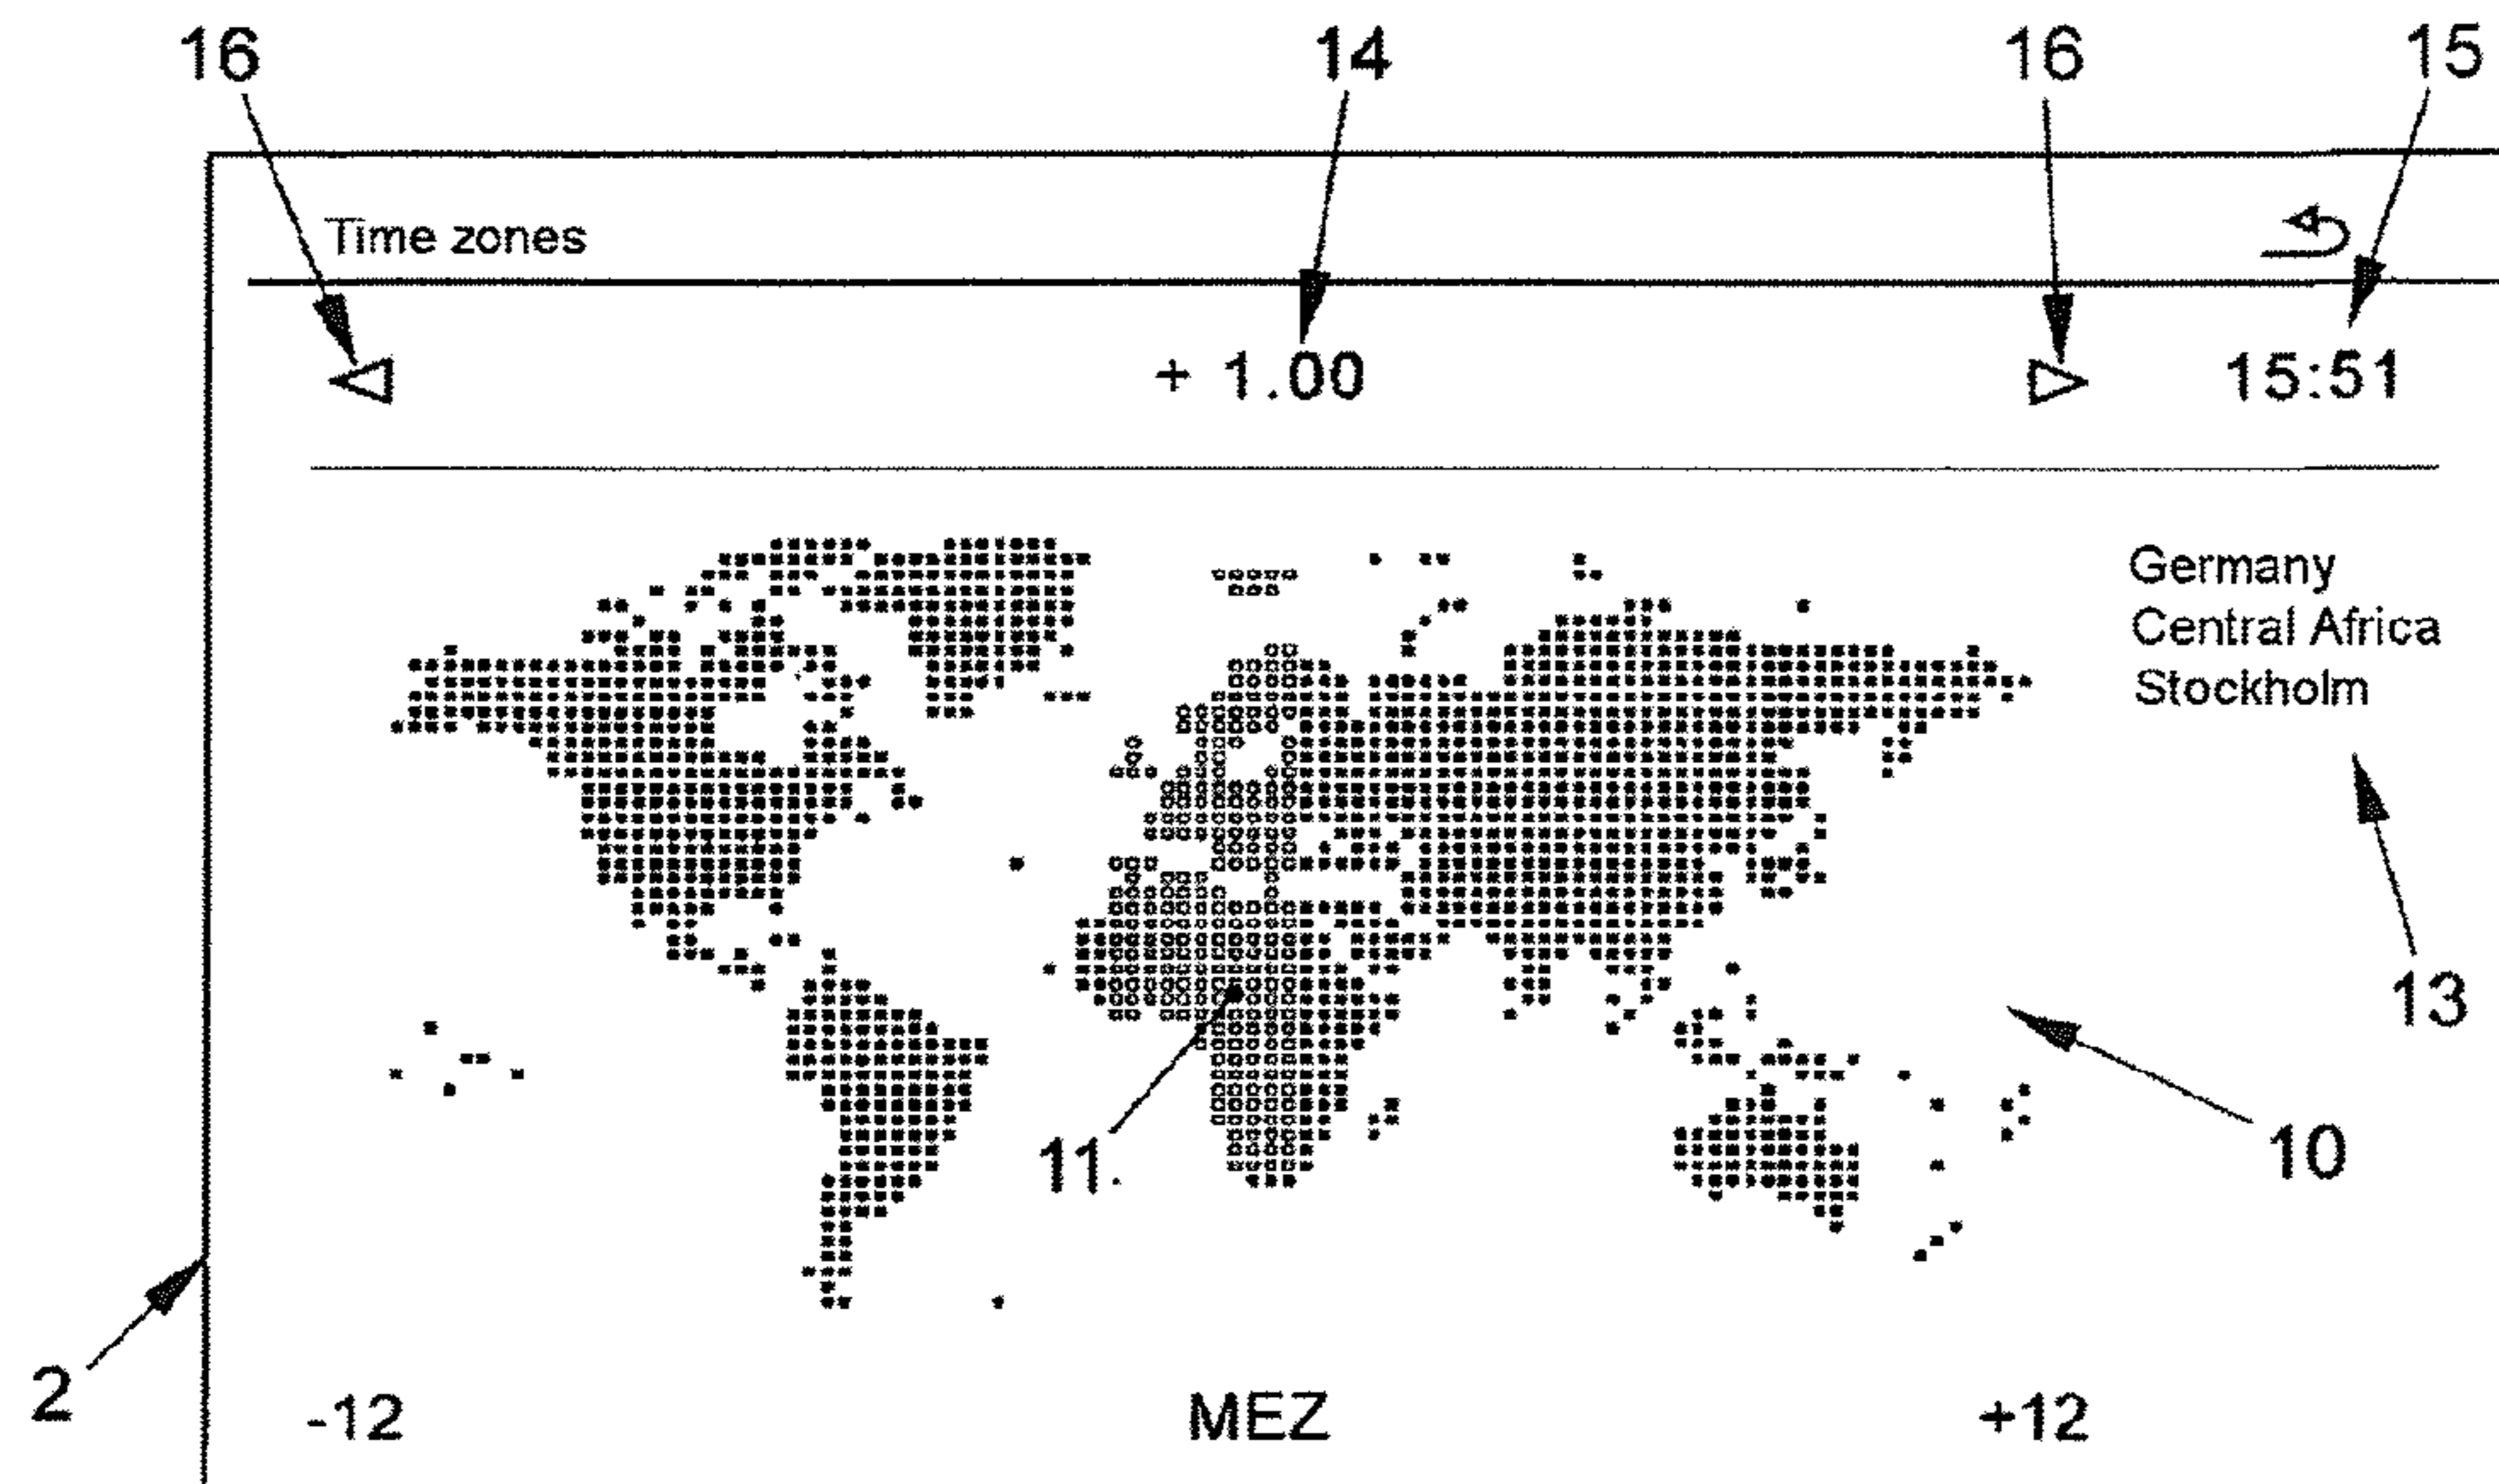 16 14 16 15
Time zones
+ 1.00 15:51
Germany
Central Africa
Stockholm
13
11
10
2
-12 MEZ +12